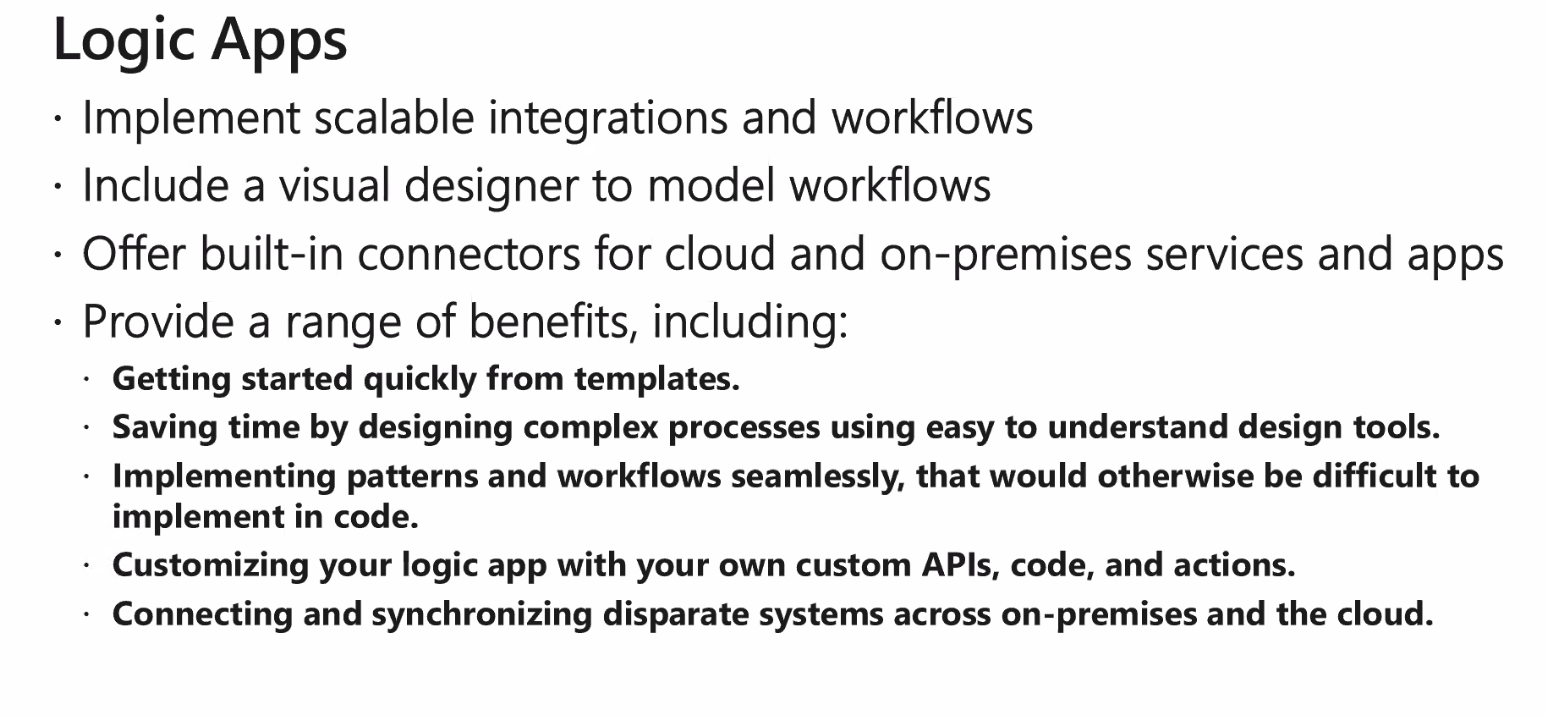 Logic Apps
· Implement scalable integrations and workflows
· Include a visual designer to model workflows
· Offer built-in connectors for cloud and on-premises services and apps
· Provide a range of benefits, including:
· Getting started quickly from templates.
· Saving time by designing complex processes using easy to understand design tools.
· Implementing patterns and workflows seamlessly, that would otherwise be difficult to
implement in code.
· Customizing your logic app with your own custom APIs, code, and actions.
· Connecting and synchronizing disparate systems across on-premises and the cloud.